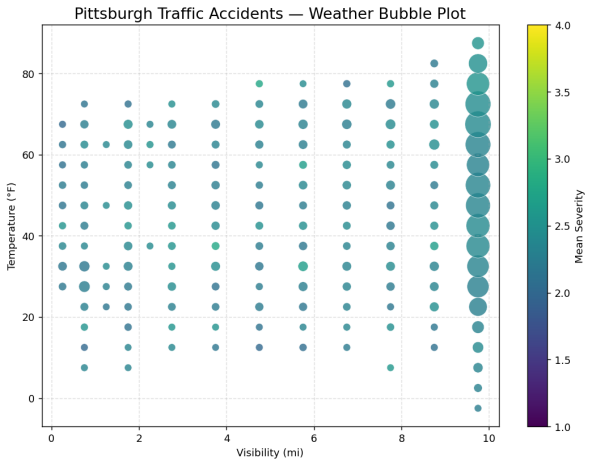 Pittsburgh Traffic Accidents — Weather Bubble Plot
Temperature (°F)
80
60
40
20
0
0 2 4 6 8 10
Visibility (mi)
4.0
3.5
3.0
2.5
2.0
1.5
1.0
Mean Severity